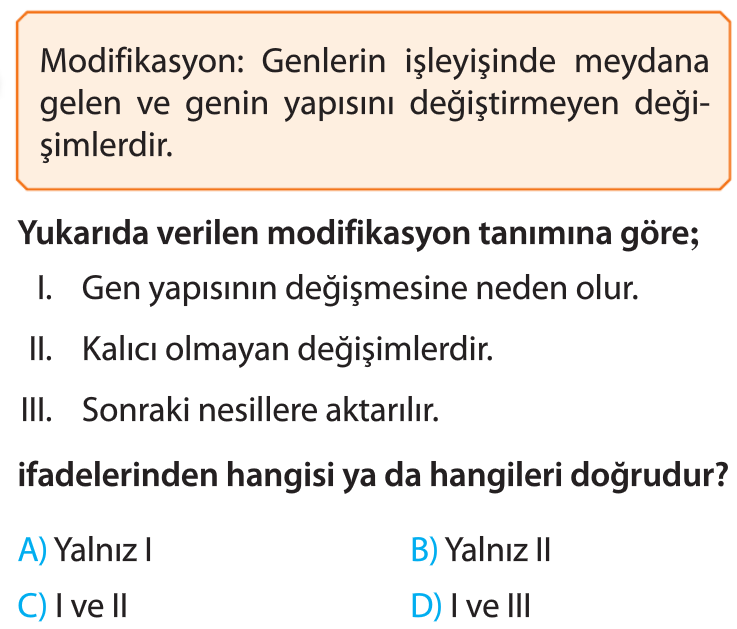 Modifikasyon: Genlerin işleyişinde meydana
gelen ve genin yapısını değiştirmeyen deği-
şimlerdir.
Yukarıda verilen modifikasyon tanımına göre;
I. Gen yapısının değişmesine neden olur.
II. Kalıcı olmayan değişimlerdir.
III. Sonraki nesillere aktarılır.
ifadelerinden hangisi ya da hangileri doğrudur?
A) Yalnız I B) Yalnız II
C) I ve II D) I ve III